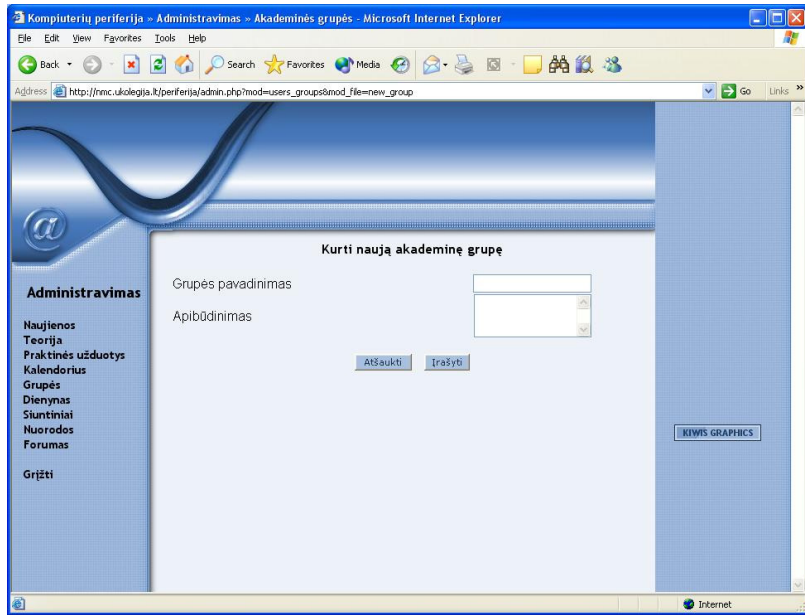 Kompiuterių periferija » Administravimas » Akademinės grupės - Microsoft Internet Explorer
File Edit View Favorites Tools Help
Back Search Favorites Media
Address http://nmc.ukolegija.lt/periferija/admin.php?mod=users_groups&mod_file=new_group Go Links »
@
Kurti naują akademinę grupę
Administravimas
Grupės pavadinimas
Apibūdinimas
Atšaukti Įrašyti
Naujienos
Teorija
Praktinės užduotys
Kalendorius
Grupės
Dienynas
Siuntiniai
Nuorodos
Forumas
Grįžti
KIWIS GRAPHICS
Internet